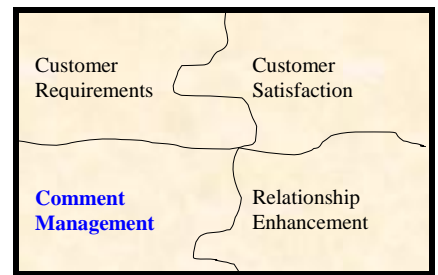 Customer
Requirements
Customer
Satisfaction
Comment
Management
Relationship
Enhancement